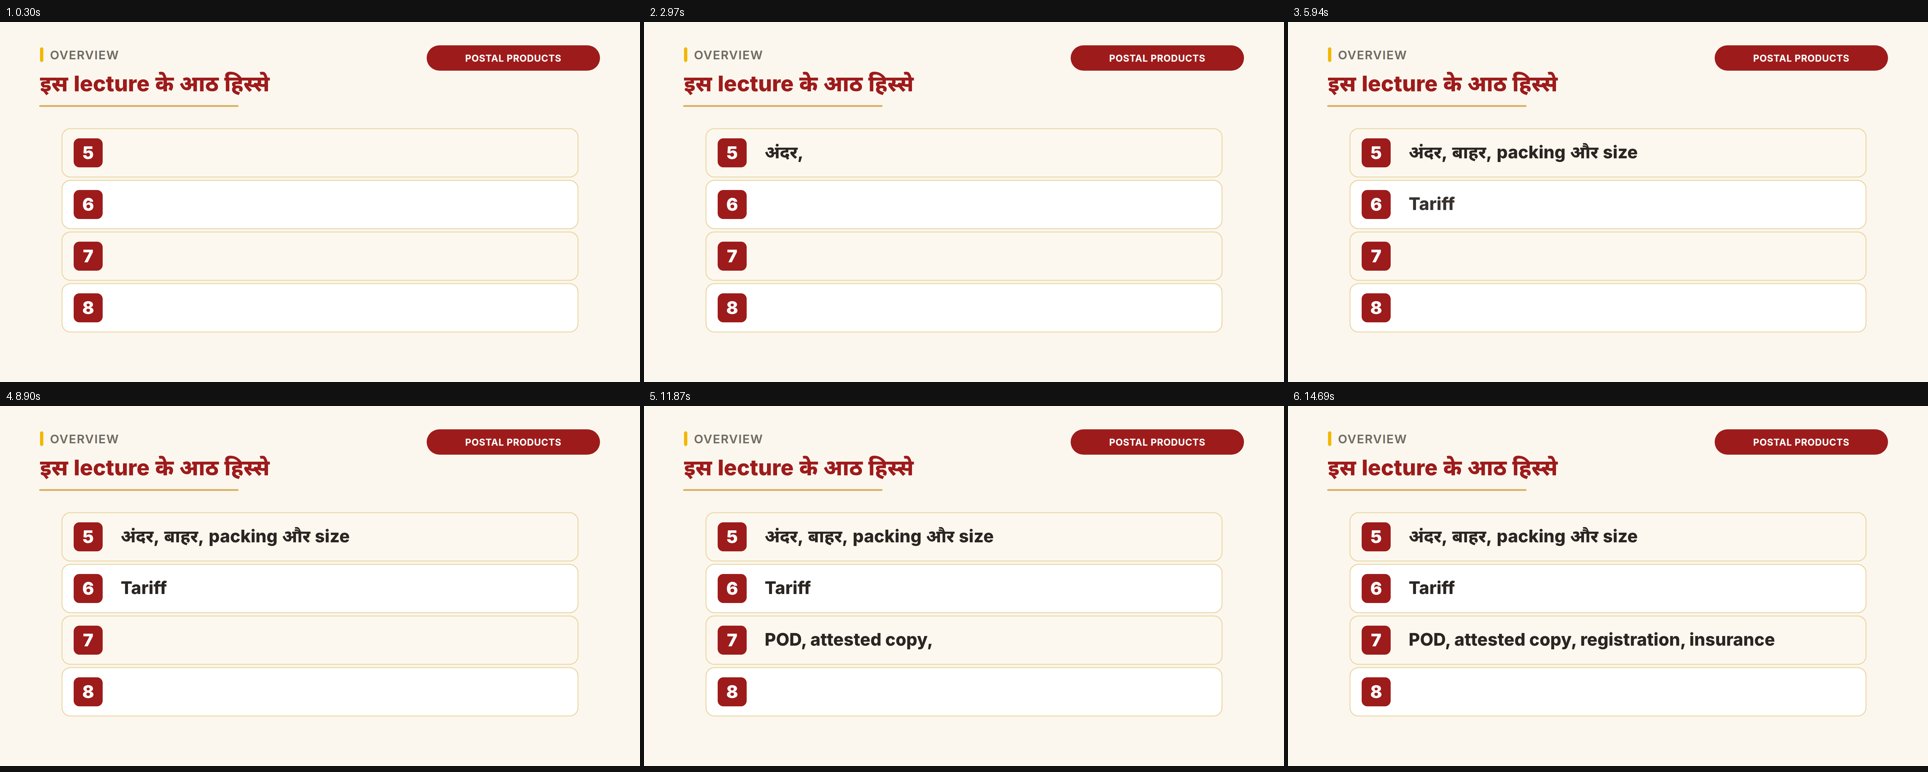 1. 0.30s
OVERVIEW
POSTAL PRODUCTS
इस lecture के आठ हिस्से
5
6
7
8
2. 2.97s
OVERVIEW
POSTAL PRODUCTS
इस lecture के आठ हिस्से
5 अंदर,
6
7
8
3. 5.94s
OVERVIEW
POSTAL PRODUCTS
इस lecture के आठ हिस्से
5 अंदर, बाहर, packing और size
6 Tariff
7
8
4. 8.90s
OVERVIEW
POSTAL PRODUCTS
इस lecture के आठ हिस्से
5 अंदर, बाहर, packing और size
6 Tariff
7
8
5. 11.87s
OVERVIEW
POSTAL PRODUCTS
इस lecture के आठ हिस्से
5 अंदर, बाहर, packing और size
6 Tariff
7 POD, attested copy,
8
6. 14.69s
OVERVIEW
POSTAL PRODUCTS
इस lecture के आठ हिस्से
5 अंदर, बाहर, packing और size
6 Tariff
7 POD, attested copy, registration, insurance
8